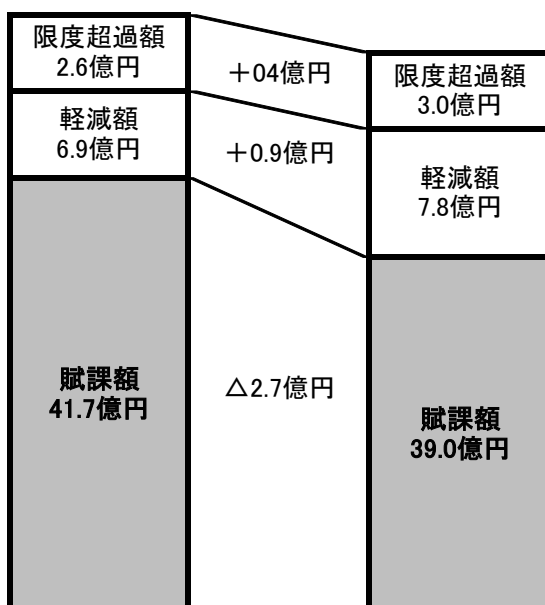 限度超過額
2.6億円
軽減額
6.9億円
賦課額
41.7億円
＋04億円
＋0.9億円
△2.7億円
限度超過額
3.0億円
軽減額
7.8億円
賦課額
39.0億円